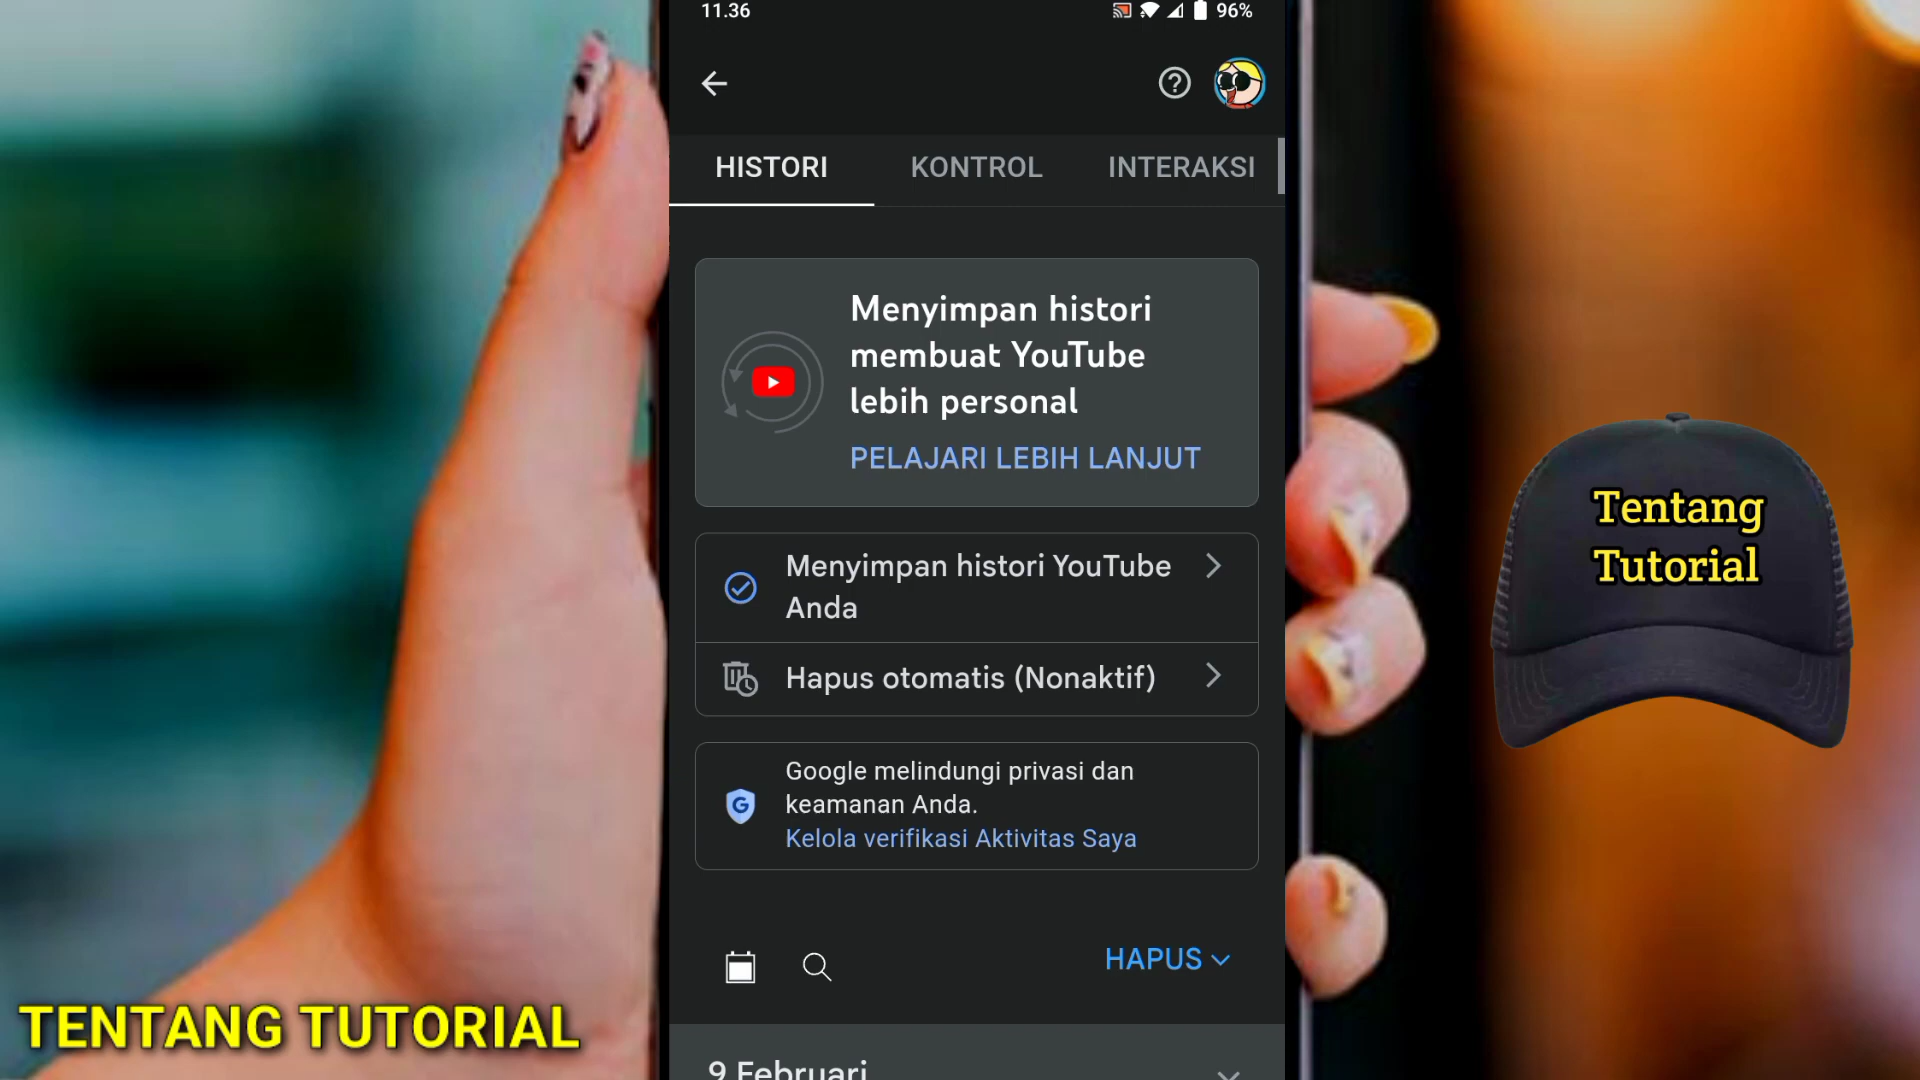 11.36
96%
HISTORI
KONTROL
INTERAKSI
Menyimpan histori
membuat YouTube
lebih personal
PELAJARI LEBIH LANJUT
Menyimpan histori YouTube
Anda
Hapus otomatis (Nonaktif)
Google melindungi privasi dan
keamanan Anda.
Kelola verifikasi Aktivitas Saya
HAPUS
9 Februari
Tentang
Tutorial
TENTANG TUTORIAL